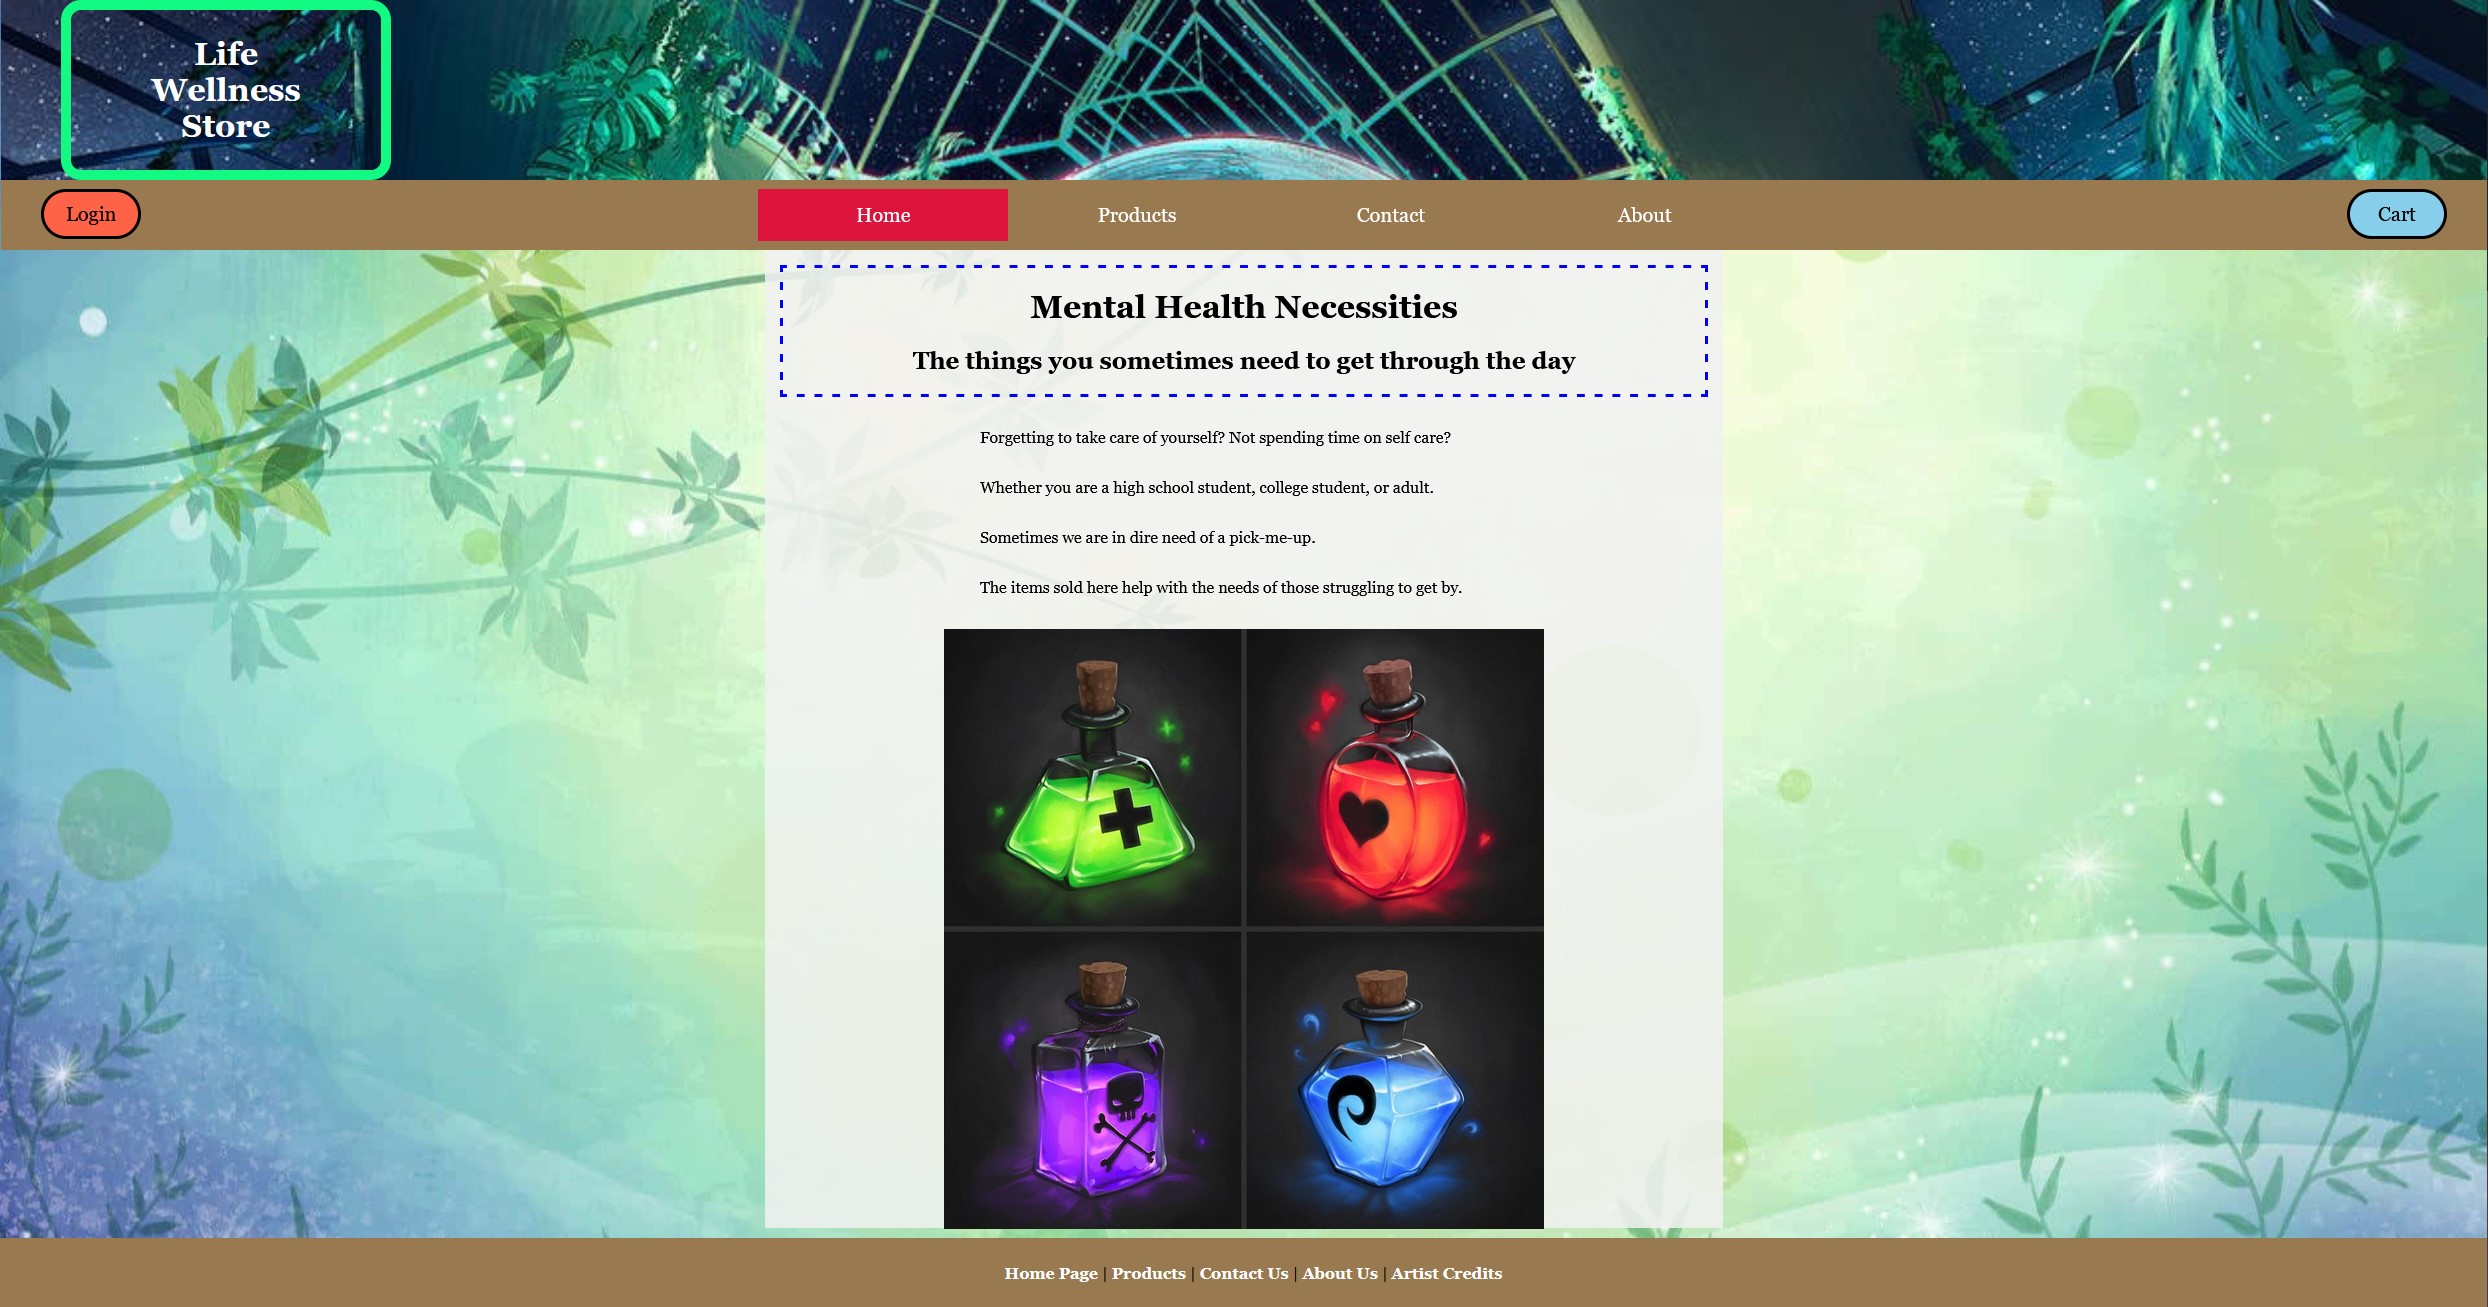 Life
Wellness
Store
Login
Home
Products
Contact
About
Cart
Mental Health Necessities
The things you sometimes need to get through the day
Forgetting to take care of yourself? Not spending time on self care?
Whether you are a high school student, college student, or adult.
Sometimes we are in dire need of a pick-me-up.
The items sold here help with the needs of those struggling to get by.
Home Page | Products | Contact Us | About Us | Artist Credits